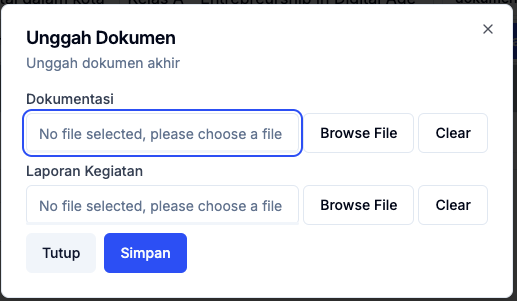 Unggah Dokumen
Unggah dokumen akhir
Dokumentasi
No file selected, please choose a file Browse File Clear
Laporan Kegiatan
No file selected, please choose a file Browse File Clear
Tutup Simpan